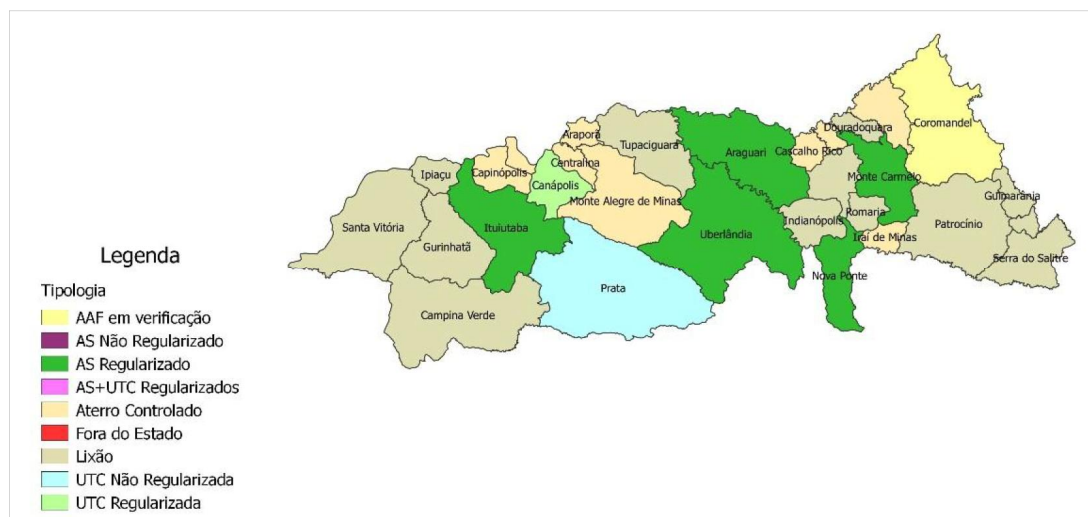 Coromandel
Douradoquara
Araporã
Tupaciguara
Araguari
Cascalho Rico
Centralina
Ipiaçu
Capinópolis
Monte Carmelo
Canápolis
Guimarânia
Monte Alegre de Minas
Romaria
Indianópolis
Patrocínio
Santa Vitória
Ituiutaba
Uberlândia
Iraí de Minas
Gurinhatã
Serra do Salitre
Nova Ponte
Prata
Campina Verde
Legenda
Tipologia
AAF em verificação
AS Não Regularizado
AS Regularizado
AS+UTC Regularizados
Aterro Controlado
Fora do Estado
Lixão
UTC Não Regularizada
UTC Regularizada